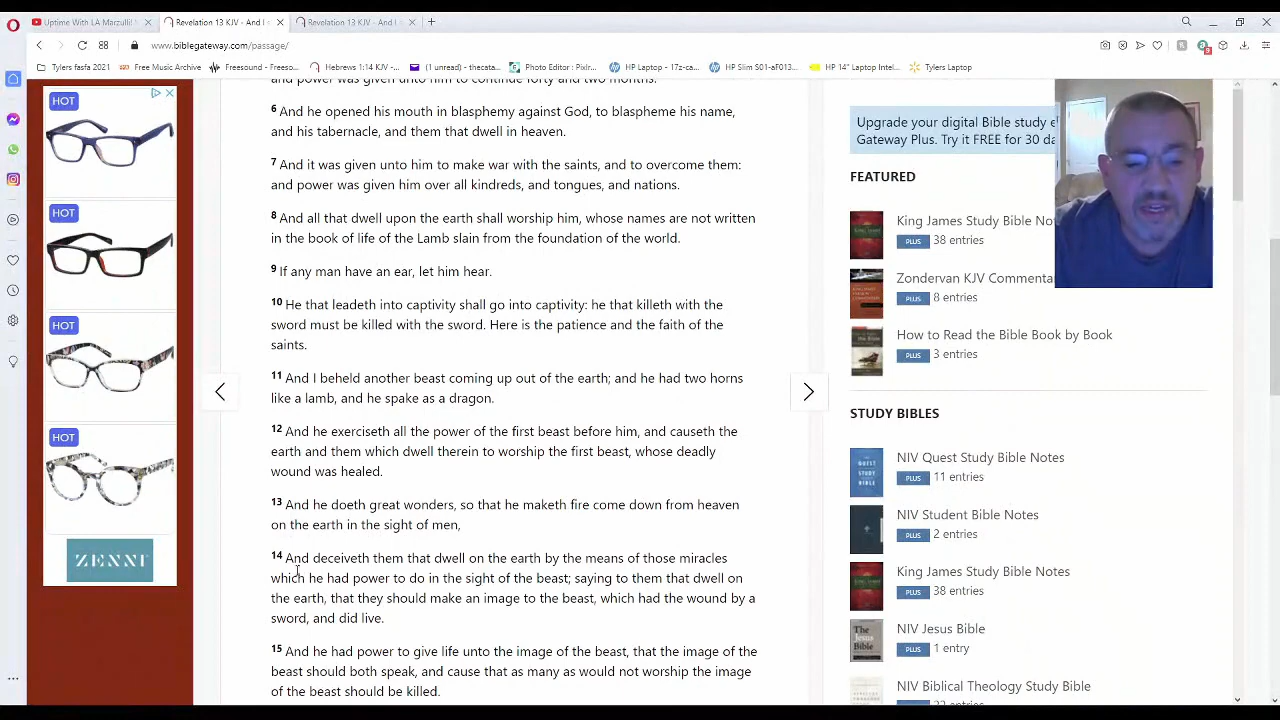 Uptime With LA Marzulli!
Revelation 13 KJV - And I
Revelation 13 KJV - And I
88
www.biblegateway.com/passage/
Tylers fasfa 2021
Free Music Archive
Freesound - Freeso...
Hebrews 1:14 KJV -...
(1 unread) - thecata...
Photo Editor : Pixlr...
HP Laptop - 17z-ca...
HP Slim S01-aF013...
HP 14" Laptop Intel...
Tylers Laptop
and power was given unto him to continue forty and two months.
6 And he opened his mouth in blasphemy against God, to blaspheme his name,
and his tabernacle, and them that dwell in heaven.
7 And it was given unto him to make war with the saints, and to overcome them:
and power was given him over all kindreds, and tongues, and nations.
8 And all that dwell upon the earth shall worship him, whose names are not written
in the book of life of the Lamb slain from the foundation of the world.
9 If any man have an ear, let him hear.
10 He that leadeth into captivity shall go into captivity: he that killeth with the
sword must be killed with the sword. Here is the patience and the faith of the
saints.
11 And I beheld another beast coming up out of the earth; and he had two horns
like a lamb, and he spake as a dragon.
12 And he exerciseth all the power of the first beast before him, and causeth the
earth and them which dwell therein to worship the first beast, whose deadly
wound was healed.
13 And he doeth great wonders, so that he maketh fire come down from heaven
on the earth in the sight of men,
14 And deceiveth them that dwell on the earth by the means of those miracles
which he had power to do in the sight of the beast; saying to them that dwell on
the earth, that they should make an image to the beast, which had the wound by a
sword, and did live.
15 And he had power to give life unto the image of the beast, that the image of the
beast should both speak, and cause that as many as would not worship the image
of the beast should be killed.
HOT
HOT
HOT
HOT
ZENNI
Upgrade your digital Bible study e
Gateway Plus. Try it FREE for 30 da
FEATURED
King James Study Bible No
PLUS 38 entries
Zondervan KJV Commenta
PLUS 8 entries
How to Read the Bible Book by Book
PLUS 3 entries
STUDY BIBLES
NIV Quest Study Bible Notes
PLUS 11 entries
NIV Student Bible Notes
PLUS 2 entries
King James Study Bible Notes
PLUS 38 entries
NIV Jesus Bible
PLUS 1 entry
NIV Biblical Theology Study Bible